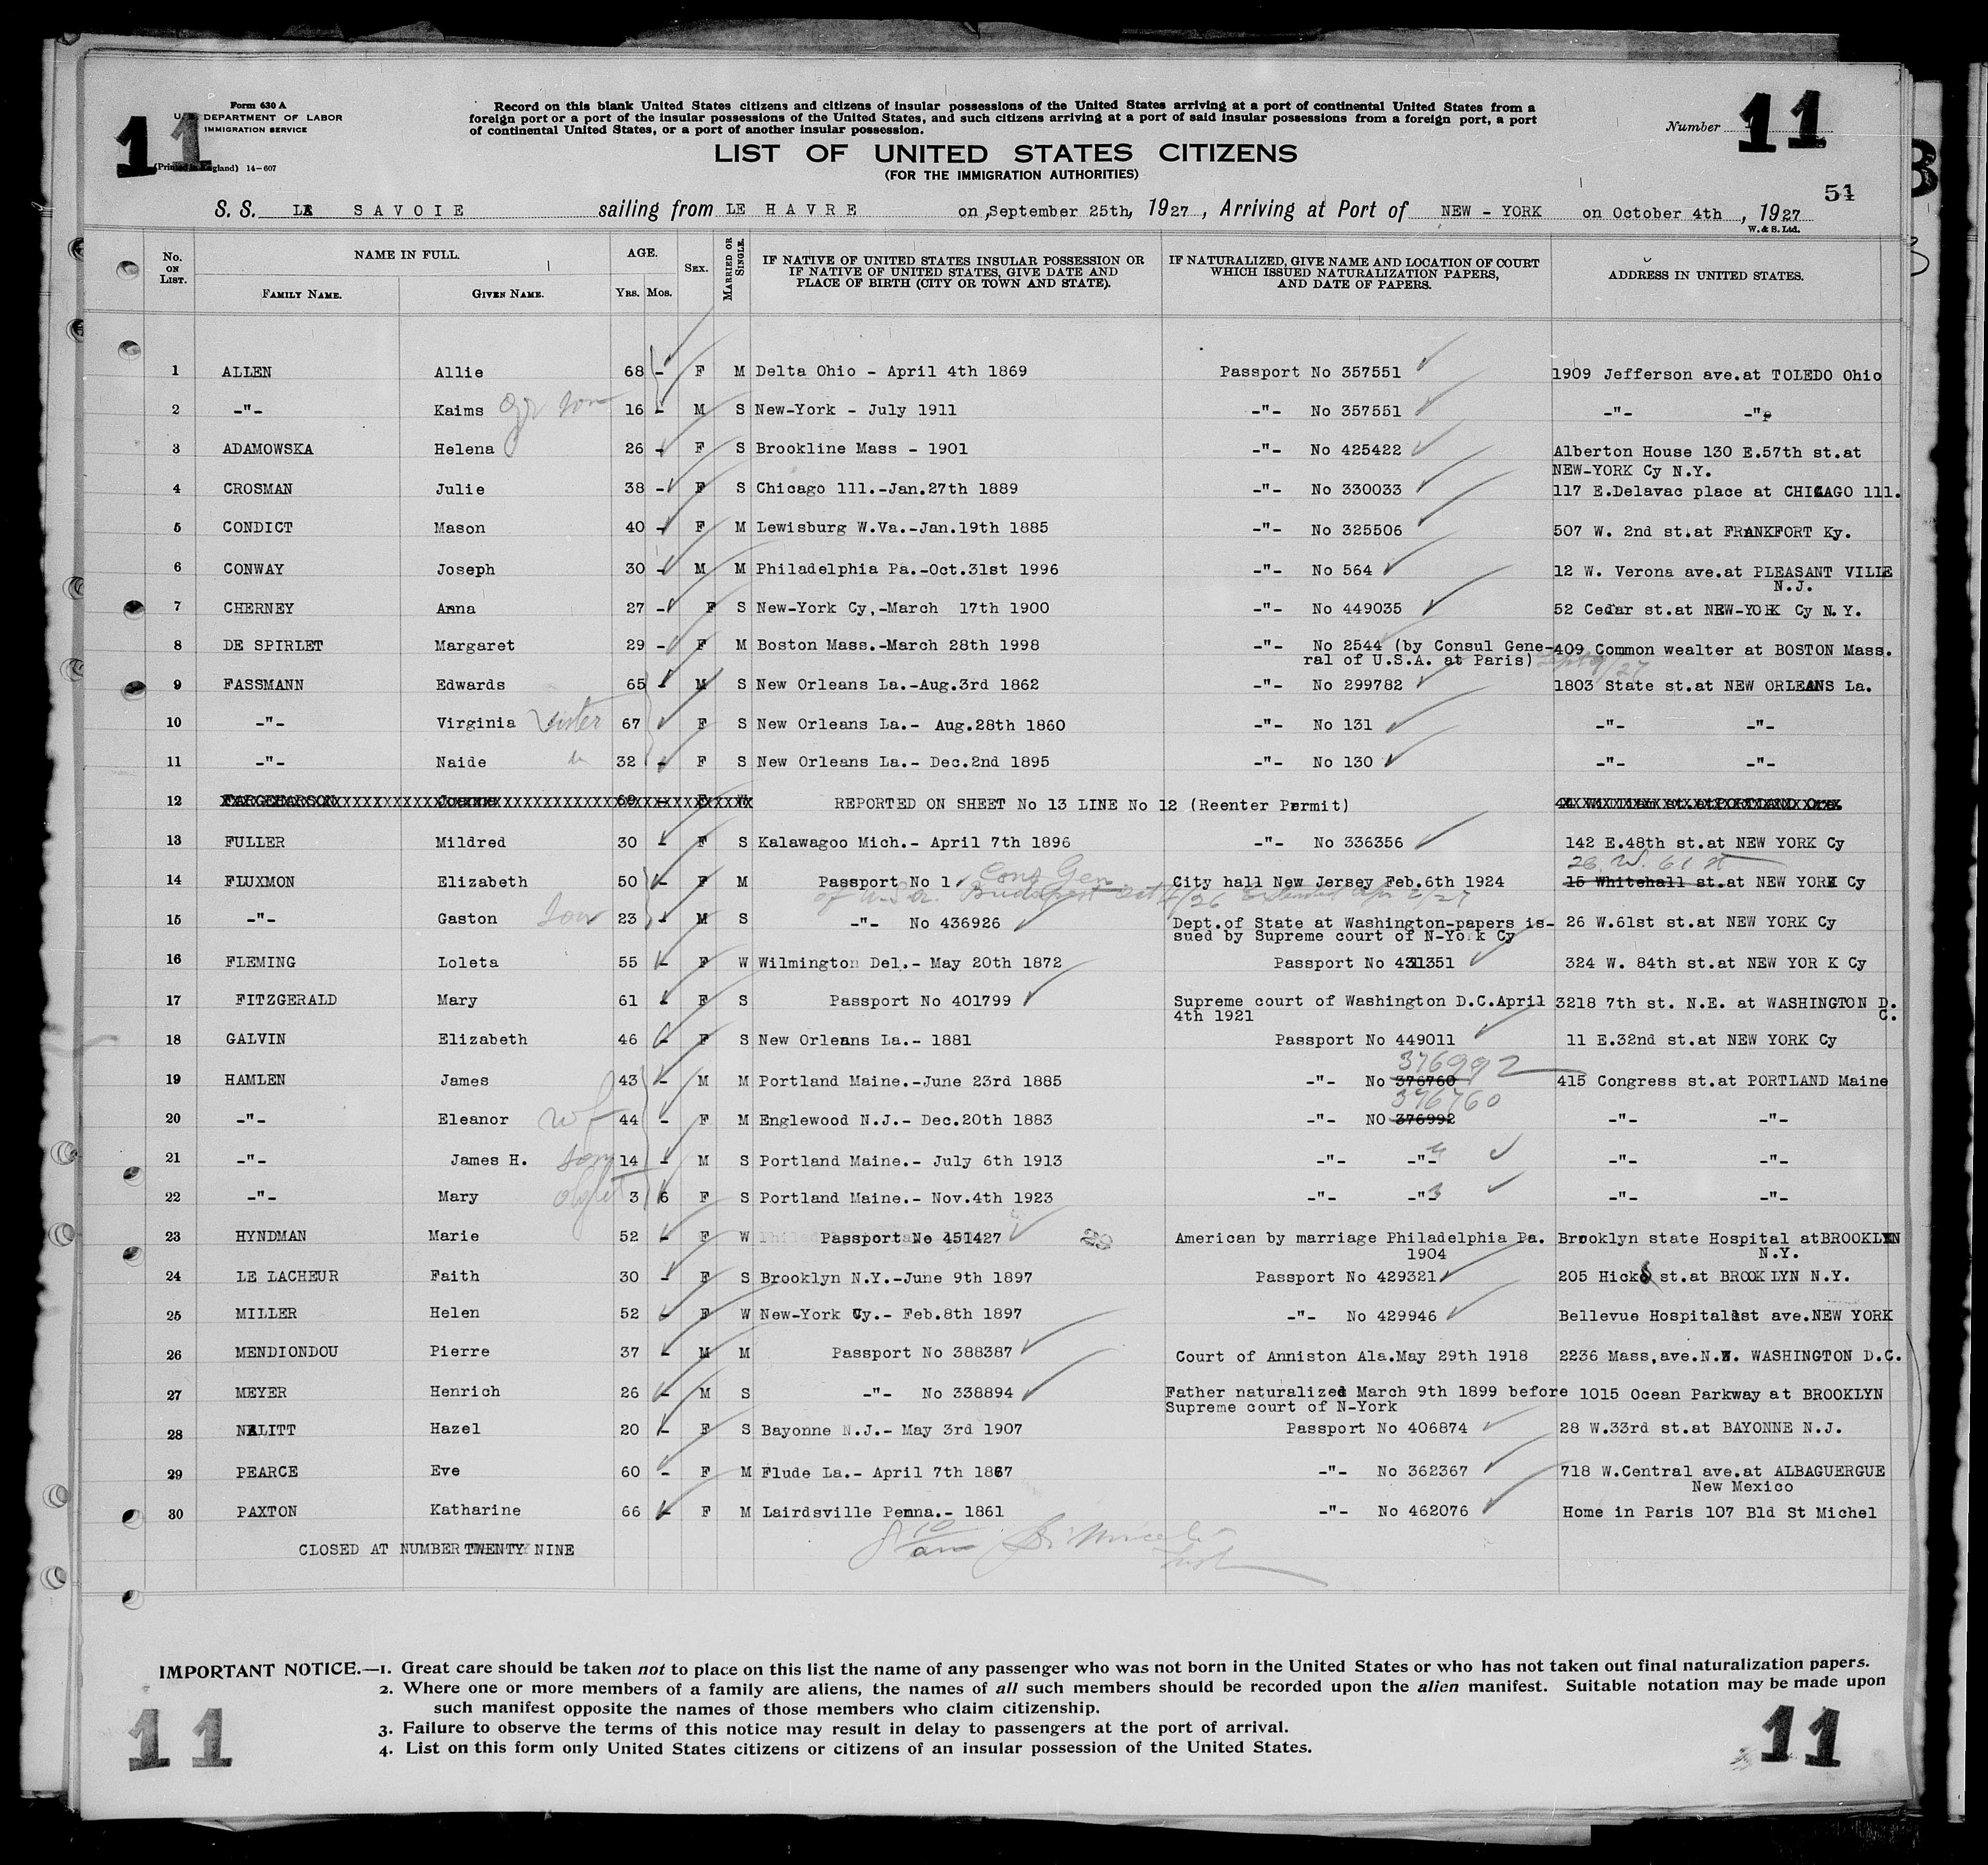 11
Form 630 A
U. S. DEPARTMENT OF LABOR
IMMIGRATION SERVICE
(Printed in England) 14-607
Record on this blank United States citizens and citizens of insular possessions of the United States arriving at a port of continental United States from a
foreign port or a port of the insular possessions of the United States, and such citizens arriving at a port of said insular possessions from a foreign port, a port
of continental United States, or a port of another insular possession.
Number 11
LIST OF UNITED STATES CITIZENS
(FOR THE IMMIGRATION AUTHORITIES)
51
S. S. LA SAVOIE sailing from LE HAVRE on, September 25th, 1927, Arriving at Port of NEW - YORK on October 4th, 1927
W. & S. Ltd.
No. ON LIST. NAME IN FULL. FAMILY NAME. GIVEN NAME. AGE. YRS. MOS. SEX. MARRIED OR SINGLE. IF NATIVE OF UNITED STATES INSULAR POSSESSION OR IF NATIVE OF UNITED STATES, GIVE DATE AND PLACE OF BIRTH (CITY OR TOWN AND STATE). IF NATURALIZED, GIVE NAME AND LOCATION OF COURT WHICH ISSUED NATURALIZATION PAPERS, AND DATE OF PAPERS. ADDRESS IN UNITED STATES.
1 ALLEN Allie 68 - F M Delta Ohio - April 4th 1869 Passport No 357551 1909 Jefferson ave.at TOLEDO Ohio
2 -"- Kaims gr son 16 - M S New-York - July 1911 -"- No 357551 -"- -"-
3 ADAMOWSKA Helena 26 - F S Brookline Mass - 1901 -"- No 425422 Alberton House 130 E.57th st.at
NEW-YORK Cy N.Y.
4 CROSMAN Julie 38 - F S Chicago 111.-Jan.27th 1889 -"- No 330033 117 E.Delavac place at CHICAGO 111.
5 CONDICT Mason 40 - F M Lewisburg W.Va.-Jan.19th 1885 -"- No 325506 507 W. 2nd st.at FRANKFORT Ky.
6 CONWAY Joseph 30 - M M Philadelphia Pa.-Oct.31st 1996 -"- No 564 12 W. Verona ave.at PLEASANT VILLE
N.J.
7 CHERNEY Anna 27 - F S New-York Cy,-March 17th 1900 -"- No 449035 52 Cedar st.at NEW-YORK Cy N.Y.
8 DE SPIRLET Margaret 29 - F M Boston Mass.-March 28th 1998 -"- No 2544 (by Consul Gene- 409 Common wealter at BOSTON Mass.
ral of U.S.A. at Paris) Sept 9/27
9 FASSMANN Edwards 65 - M S New Orleans La.-Aug.3rd 1862 -"- No 299782 1803 State st.at NEW ORLEANS La.
10 -"- Virginia sister 67 F S New Orleans La.- Aug.28th 1860 -"- No 131 -"- -"-
11 -"- Naide 32 - F S New Orleans La.- Dec.2nd 1895 -"- No 130 -"- -"-
12 REPORTED ON SHEET No 13 LINE No 12 (Reenter Permit)
13 FULLER Mildred 30 - F S Kalawagoo Mich.- April 7th 1896 -"- No 336356 142 E.48th st.at NEW YORK Cy
26 W. 61 st
14 FLUXMON Elizabeth 50 - F M Passport No 1. Cons Gen City hall New Jersey Feb.6th 1924 15 Whitehall st.at NEW YORK Cy
of U.S.A. Budapest Oct 4/26 Extended Apr 2/27
15 -"- Gaston son 23 - M S -"- No 436926 Dept.of State at Washington-papers is- 26 W.61st st.at NEW YORK Cy
sued by Supreme court of N-York Cy
16 FLEMING Loleta 55 - F W Wilmington Del.- May 20th 1872 Passport No 431351 324 W. 84th st.at NEW YOR K Cy
17 FITZGERALD Mary 61 - F S Passport No 401799 Supreme court of Washington D.C.April 3218 7th st. N.E. at WASHINGTON D.
4th 1921 C.
18 GALVIN Elizabeth 46 - F S New Orleans La.- 1881 Passport No 449011 11 E.32nd st.at NEW YORK Cy
376992
19 HAMLEN James 43 - M M Portland Maine.-June 23rd 1885 -"- No 376760 415 Congress st.at PORTLAND Maine
376760
20 -"- Eleanor wf 44 - F M Englewood N.J.- Dec.20th 1883 -"- NO 376992 -"- -"-
21 -"- James H. son 14 - M S Portland Maine.- July 6th 1913 -"- -"- -"- -"-
22 -"- Mary 3 6 F S Portland Maine.- Nov.4th 1923 -"- -"- -"- -"-
23 HYNDMAN Marie 52 - F W Passport No 451427 American by marriage Philadelphia Pa. Brooklyn state Hospital atBROOKLYN
1904 N.Y.
24 LE LACHEUR Faith 30 - F S Brooklyn N.Y.-June 9th 1897 Passport No 429321 205 Hicks st.at BROOKLYN N.Y.
25 MILLER Helen 52 - F W New-York Cy.- Feb.8th 1897 -"- No 429946 Bellevue Hospital 1st ave.NEW YORK
26 MENDIONDOU Pierre 37 - M M Passport No 388387 Court of Anniston Ala.May 29th 1918 2236 Mass,ave.N.W. WASHINGTON D.C.
27 MEYER Henrich 26 - M S -"- No 338894 Father naturalized March 9th 1899 before 1015 Ocean Parkway at BROOKLYN
Supreme court of N-York
28 NALITT Hazel 20 - F S Bayonne N.J.- May 3rd 1907 Passport No 406874 28 W.33rd st.at BAYONNE N.J.
29 PEARCE Eve 60 - F M Flude La.- April 7th 1867 -"- No 362367 718 W.Central ave.at ALBAGUERGUE
New Mexico
30 PAXTON Katharine 66 - F M Lairdsville Penna.- 1861 -"- No 462076 Home in Paris 107 Bld St Michel
CLOSED AT NUMBER TWENTY NINE
IMPORTANT NOTICE.—1. Great care should be taken not to place on this list the name of any passenger who was not born in the United States or who has not taken out final naturalization papers.
2. Where one or more members of a family are aliens, the names of all such members should be recorded upon the alien manifest. Suitable notation may be made upon
such manifest opposite the names of those members who claim citizenship.
3. Failure to observe the terms of this notice may result in delay to passengers at the port of arrival.
4. List on this form only United States citizens or citizens of an insular possession of the United States.
11
11